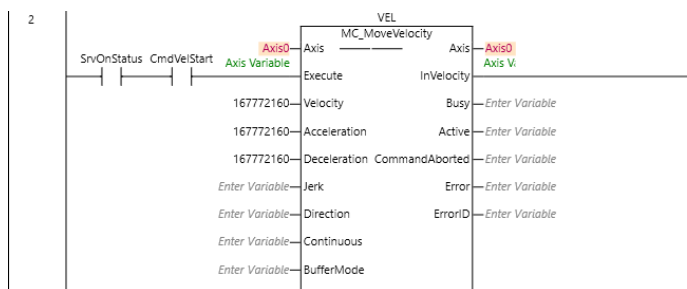 2
VEL
MC_MoveVelocity
Axis0 Axis Axis Axis0
Axis Variable Axis V
SrvOnStatus CmdVelStart
Execute InVelocity
167772160 Velocity Busy Enter Variable
167772160 Acceleration Active Enter Variable
167772160 Deceleration CommandAborted Enter Variable
Enter Variable Jerk Error Enter Variable
Enter Variable Direction ErrorID Enter Variable
Enter Variable Continuous
Enter Variable BufferMode